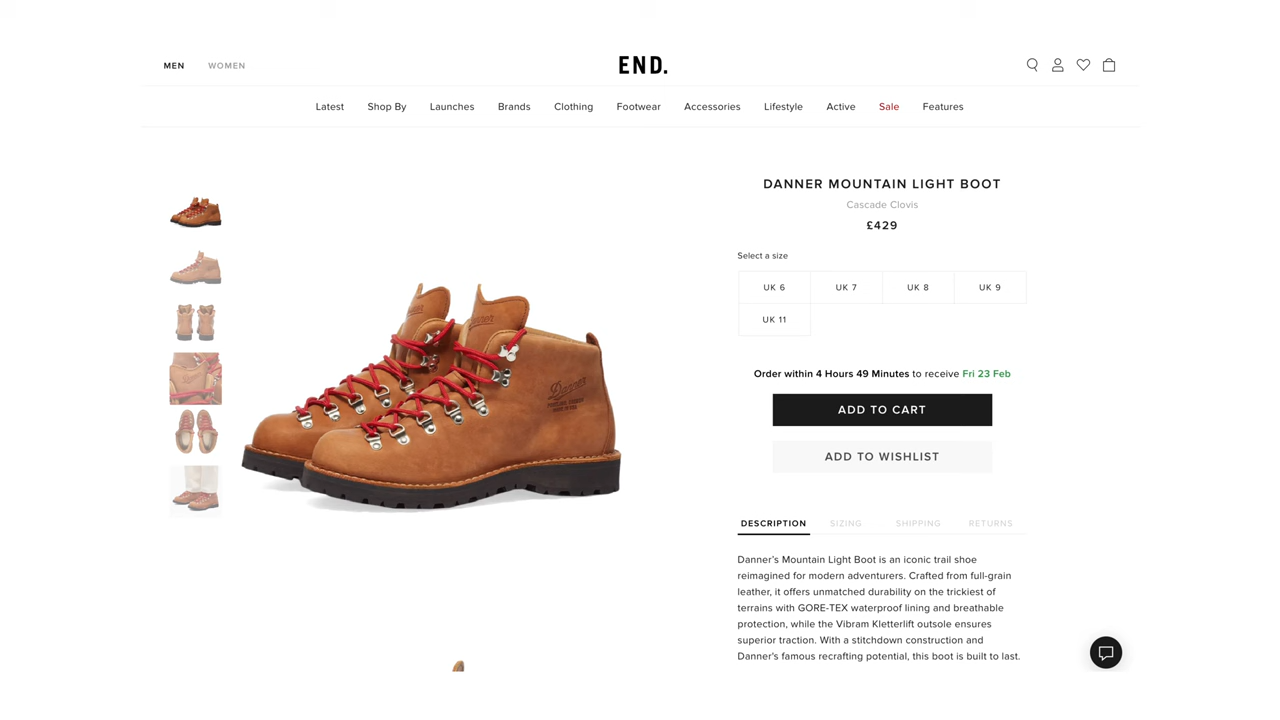 MEN WOMEN
END.
Latest Shop By Launches Brands Clothing Footwear Accessories Lifestyle Active Sale Features
DANNER MOUNTAIN LIGHT BOOT
Cascade Clovis
£429
Select a size
UK 6 UK 7 UK 8 UK 9
UK 11
Order within 4 Hours 49 Minutes to receive Fri 23 Feb
ADD TO CART
ADD TO WISHLIST
DESCRIPTION SIZING SHIPPING RETURNS
Danner's Mountain Light Boot is an iconic trail shoe
reimagined for modern adventurers. Crafted from full-grain
leather, it offers unmatched durability on the trickiest of
terrains with GORE-TEX waterproof lining and breathable
protection, while the Vibram Kletterlift outsole ensures
superior traction. With a stitchdown construction and
Danner's famous recrafting potential, this boot is built to last.
Danner